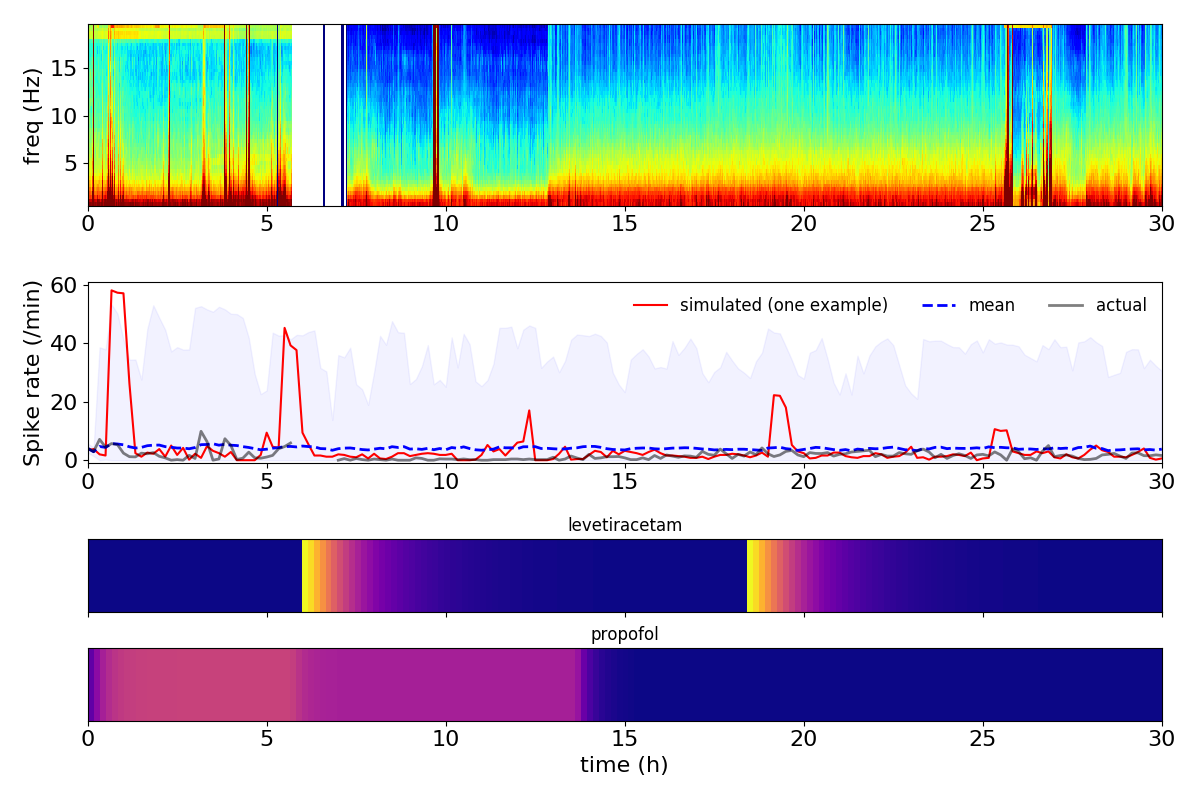 freq (Hz)
15
10
5
0 5 10 15 20 25 30
Spike rate (/min)
60
40
20
0
simulated (one example) mean actual
0 5 10 15 20 25 30
levetiracetam
propofol
0 5 10 15 20 25 30
time (h)